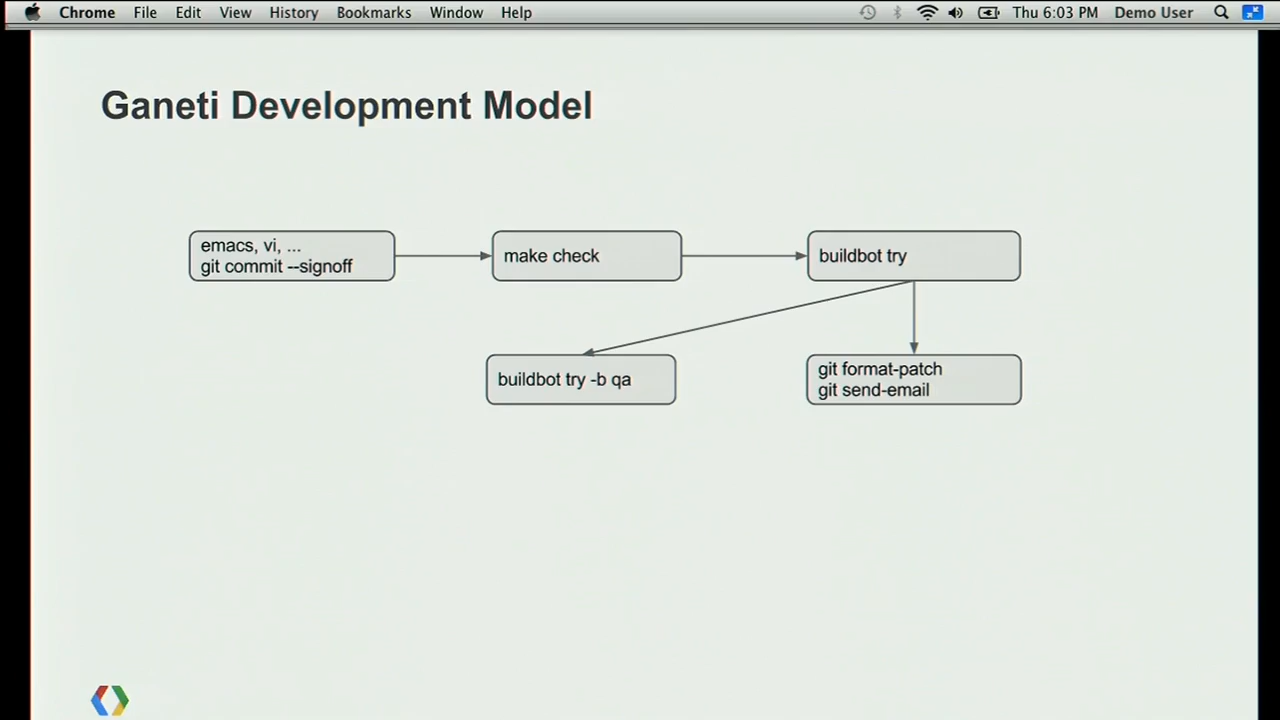 Chrome File Edit View History Bookmarks Window Help Thu 6:03 PM Demo User
Ganeti Development Model
emacs, vi, ...
git commit --signoff
make check
buildbot try
buildbot try -b qa
git format-patch
git send-email